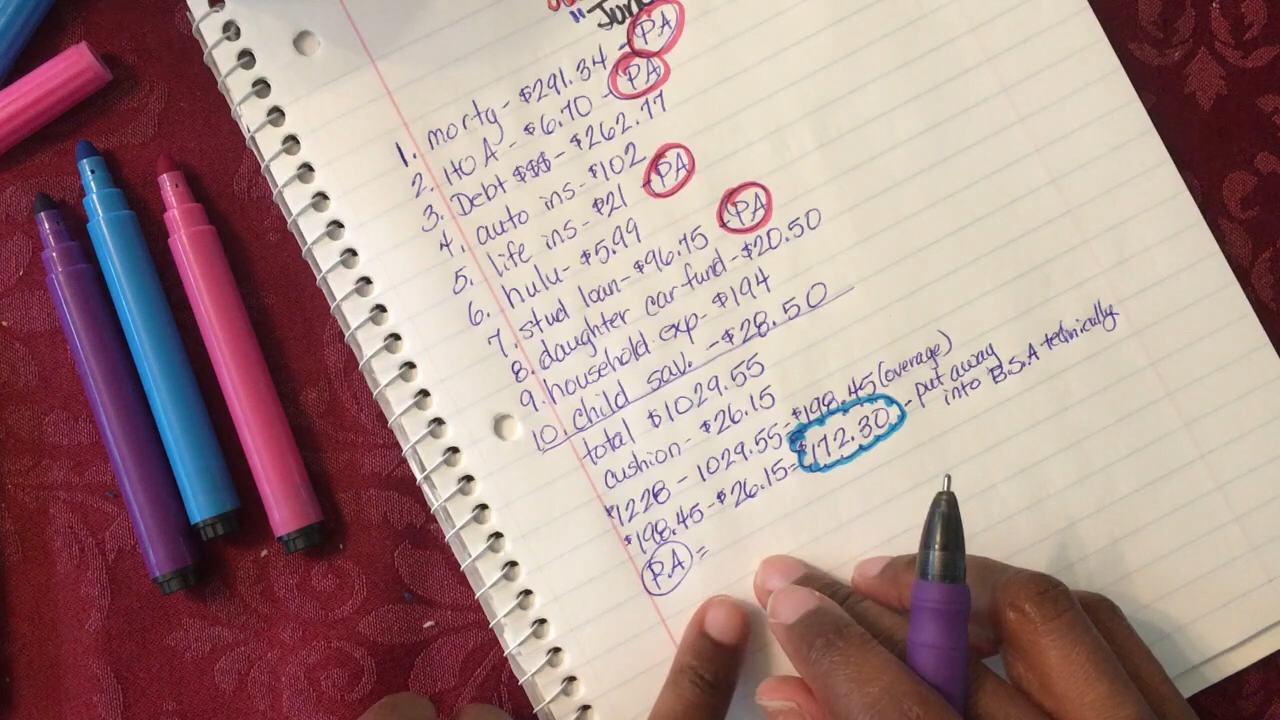 "June
1. mortg - $291.34 - PA
2. HOA - $6.70 - PA
3. Debt $$$ - $262.77
4. auto ins - $102
5. life ins - $21 - PA
6. hulu - $5.99
7. stud loan - $96.75 - PA
8. daughter car fund - $20.50
9. household exp - $194
10 child sav. - $28.50
total $1029.55
cushion - $26.15
1228 - 1029.55 = $198.45 (overage)
$198.45 - $26.15 = $172.30 - put away into B.S.A technically
P.A =